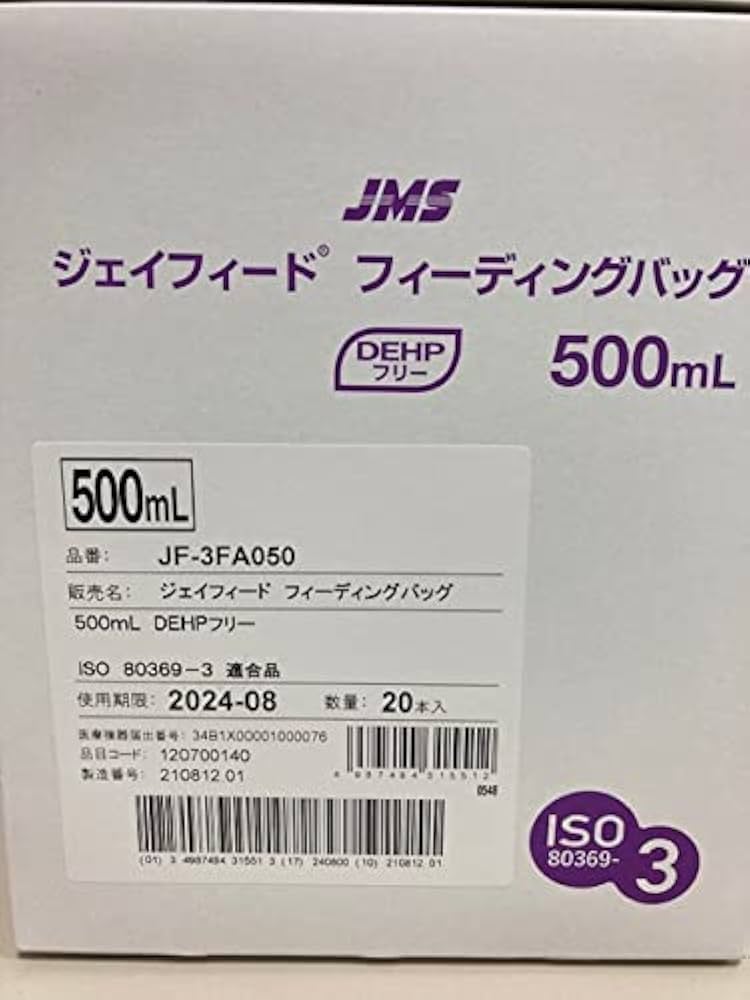 JMS
ジェイフィード® フィーディングバッグ
DEHP
フリー
500mL
500mL
品番: JF-3FA050
販売名: ジェイフィード フィーディングバッグ
500mL DEHPフリー
ISO 80369-3 適合品
使用期限: 2024-08 数量: 20本入
医療機器届出番号: 34B1X00001000076
品目コード: 120700140
製造番号: 210812.01
4 987494 315512
0548
(01) 3 4987494 31551 3 (17) 240800 (10) 210812.01
ISO
80369-
3